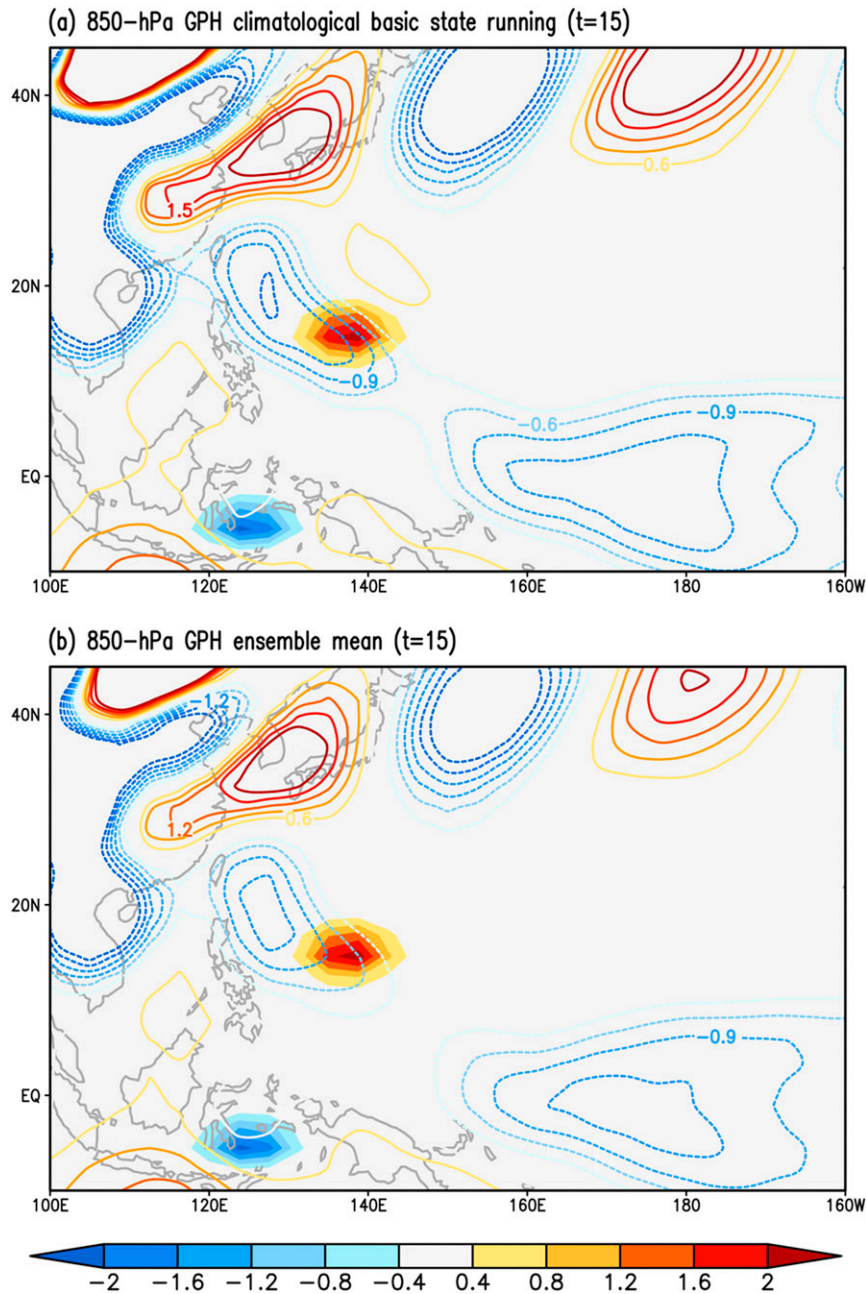 (a) 850-hPa GPH climatological basic state running (t=15)
40N
20N
EQ
0.6
1.5
-0.9
-0.6
-0.9
100E 120E 140E 160E 180 160W
(b) 850-hPa GPH ensemble mean (t=15)
40N
20N
EQ
-1.2
1.2
0.6
-0.9
100E 120E 140E 160E 180 160W
-2 -1.6 -1.2 -0.8 -0.4 0.4 0.8 1.2 1.6 2